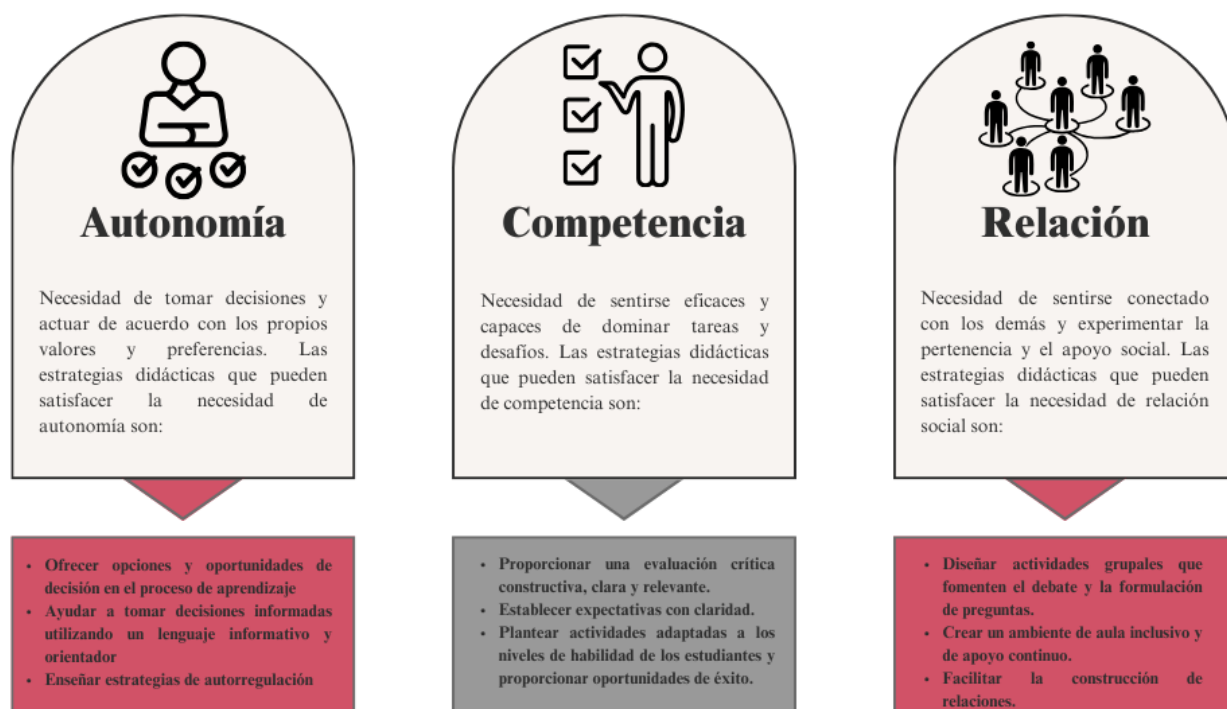 Autonomía
Necesidad de tomar decisiones y
actuar de acuerdo con los propios
valores y preferencias. Las
estrategias didácticas que pueden
satisfacer la necesidad de
autonomía son:
• Ofrecer opciones y oportunidades de
decisión en el proceso de aprendizaje
• Ayudar a tomar decisiones informadas
utilizando un lenguaje informativo y
orientador
• Enseñar estrategias de autorregulación
Competencia
Necesidad de sentirse eficaces y
capaces de dominar tareas y
desafíos. Las estrategias didácticas
que pueden satisfacer la necesidad
de competencia son:
• Proporcionar una evaluación crítica
constructiva, clara y relevante.
• Establecer expectativas con claridad.
• Plantear actividades adaptadas a los
niveles de habilidad de los estudiantes y
proporcionar oportunidades de éxito.
Relación
Necesidad de sentirse conectado
con los demás y experimentar la
pertenencia y el apoyo social. Las
estrategias didácticas que pueden
satisfacer la necesidad de relación
social son:
• Diseñar actividades grupales que
fomenten el debate y la formulación
de preguntas.
• Crear un ambiente de aula inclusivo y
de apoyo continuo.
• Facilitar la construcción de
relaciones.